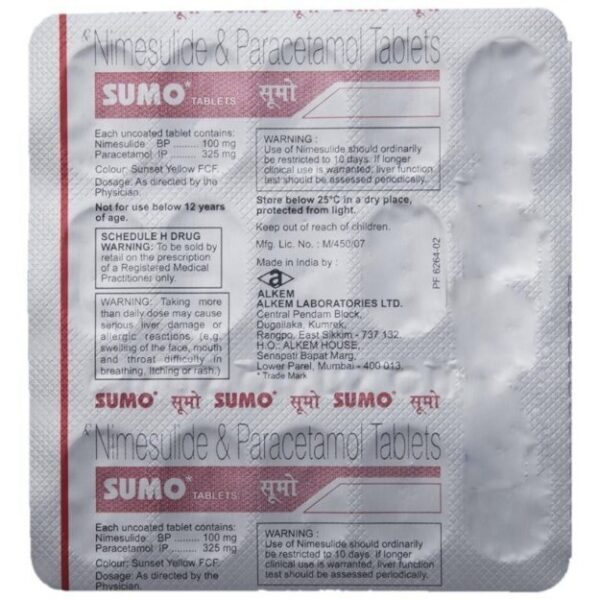 Rx Nimesulide & Paracetamol Tablets
SUMO* TABLETS सूमो
Each uncoated tablet contains:
Nimesulide BP ......... 100 mg
Paracetamol IP ......... 325 mg
Colour: Sunset Yellow FCF.
Dosage: As directed by the
Physician.
Not for use below 12 years
of age.
SCHEDULE H DRUG
WARNING: To be sold by
retail on the prescription
of a Registered Medical
Practitioner only.
WARNING: Taking more
than daily dose may cause
serious liver damage or
allergic reactions (e.g.
swelling of the face, mouth
and throat difficulty in
breathing, itching or rash.)
WARNING :
Use of Nimesulide should ordinarily
be restricted to 10 days. If longer
clinical use is warranted, liver function
test should be assessed periodically.
Store below 25°C in a dry place,
protected from light.
Keep out of reach of children.
Mfg. Lic. No. : M/450/07
Made in India by :
a
ALKEM
ALKEM LABORATORIES LTD.
Central Pendam Block,
Dugailaka, Kumrek,
Rangpo, East Sikkim - 737 132.
H.O.: ALKEM HOUSE,
Senapati Bapat Marg,
Lower Parel, Mumbai - 400 013.
* Trade Mark
PF 6264-02
SUMO* सूमो SUMO* सूमो SUMO* सूमो
Rx Nimesulide & Paracetamol Tablets
SUMO* TABLETS सूमो
Each uncoated tablet contains:
Nimesulide BP ......... 100 mg
Paracetamol IP ......... 325 mg
Colour: Sunset Yellow FCF.
Dosage: As directed by the
Physician.
WARNING :
Use of Nimesulide should ordinarily
be restricted to 10 days. If longer
clinical use is warranted, liver function
test should be assessed periodically.